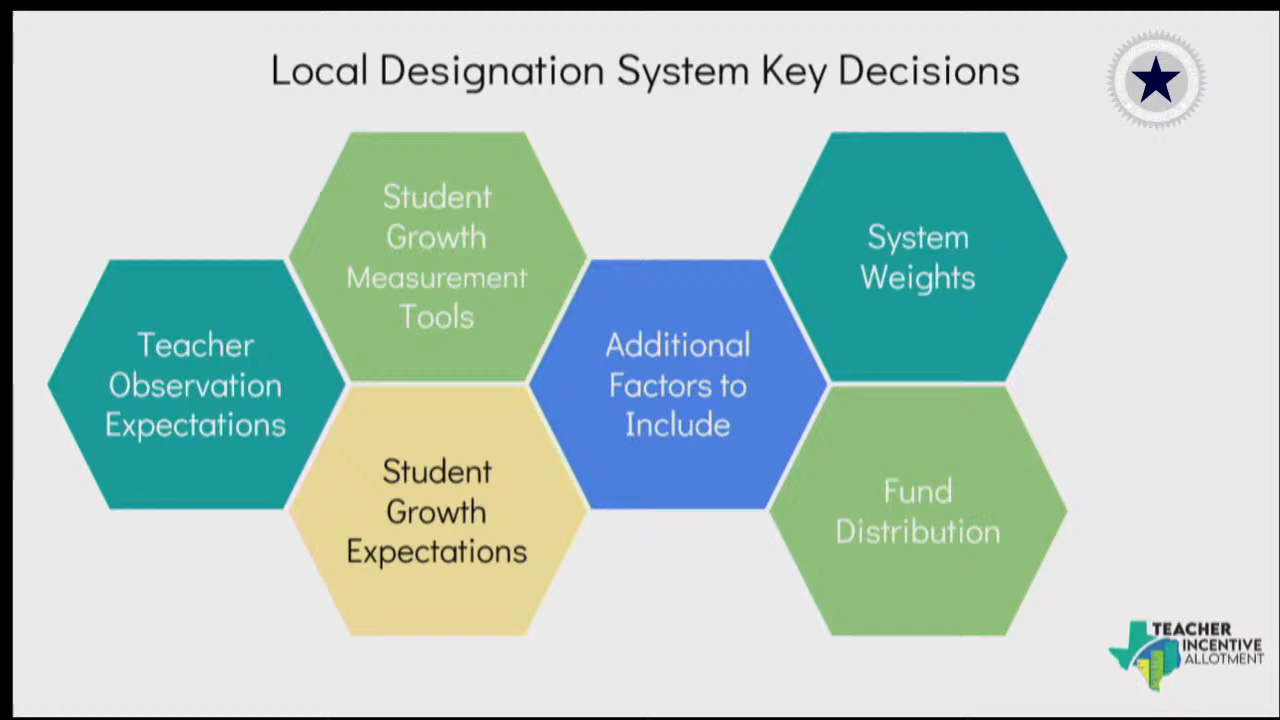 Local Designation System Key Decisions
Teacher
Observation
Expectations
Student
Growth
Measurement
Tools
Student
Growth
Expectations
Additional
Factors to
Include
System
Weights
Fund
Distribution
TEACHER
INCENTIVE
ALLOTMENT